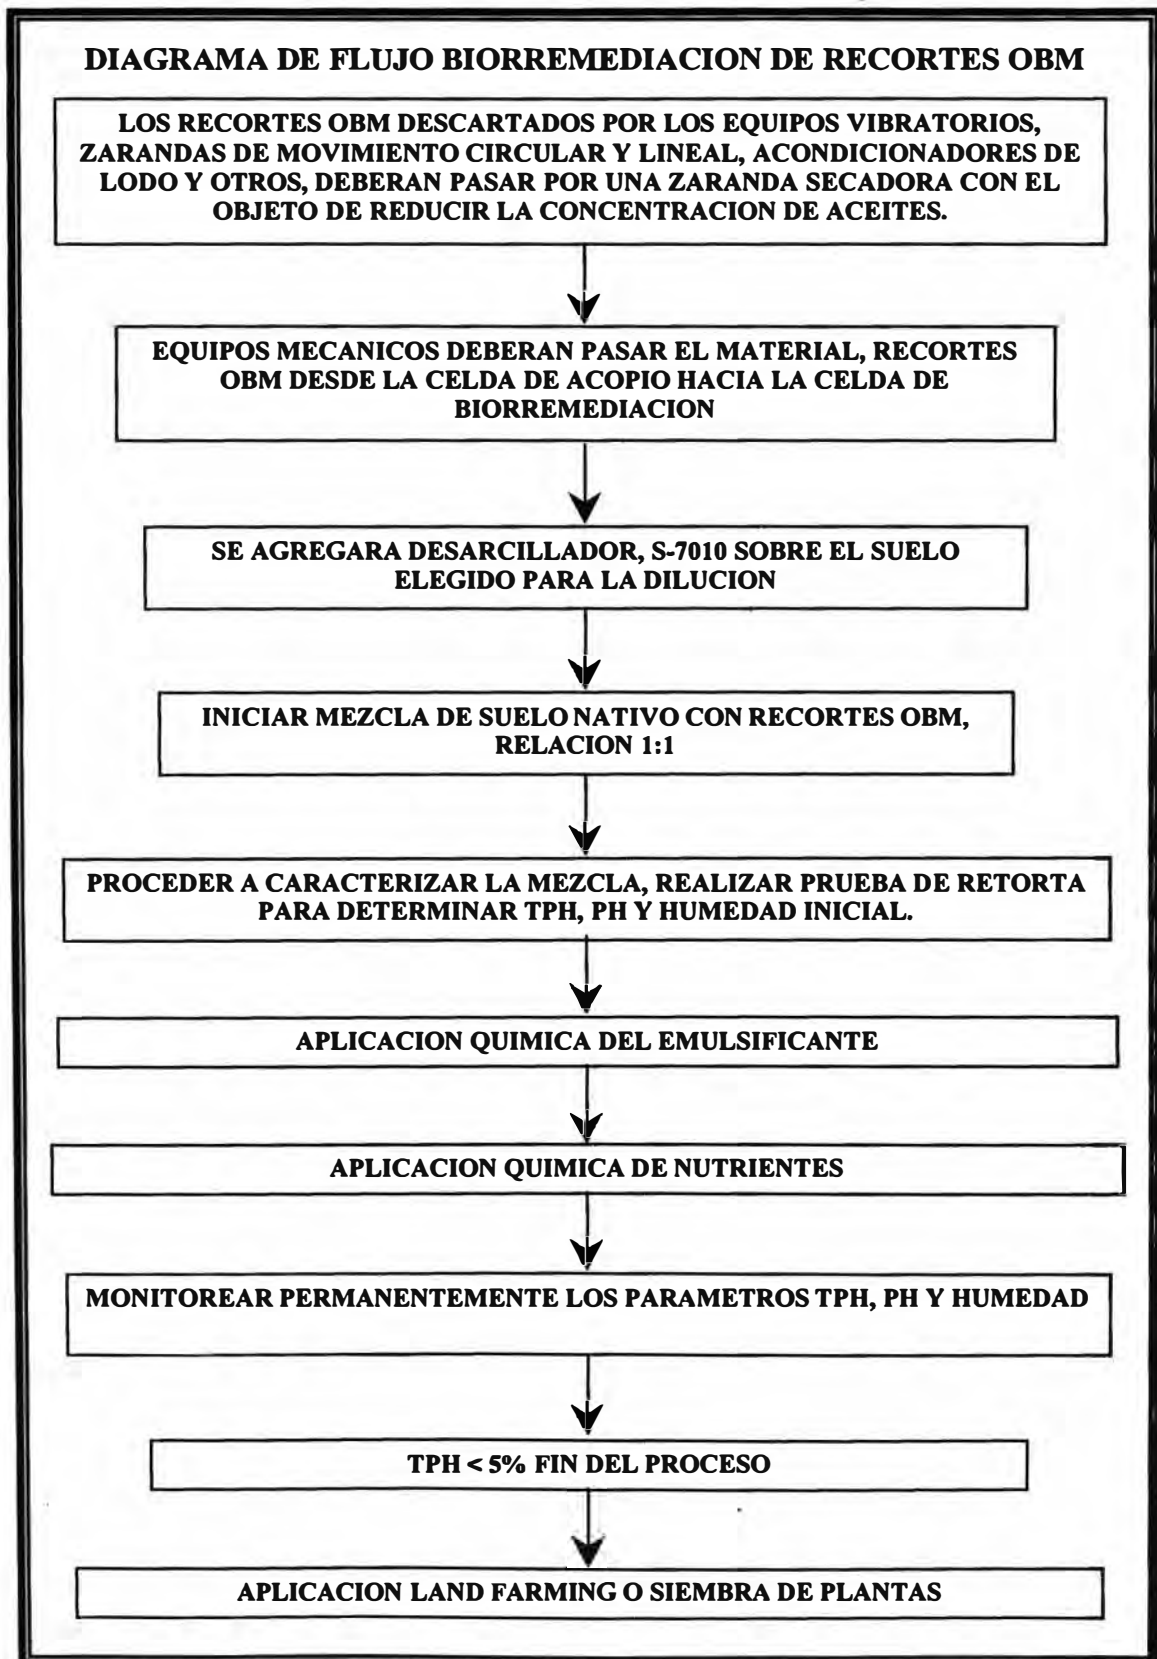 DIAGRAMA DE FLUJO BIORREMEDIACION DE RECORTES OBM
LOS RECORTES OBM DESCARTADOS POR LOS EQUIPOS VIBRATORIOS,
ZARANDAS DE MOVIMIENTO CIRCULAR Y LINEAL, ACONDICIONADORES DE
LODO Y OTROS, DEBERAN PASAR POR UNA ZARANDA SECADORA CON EL
OBJETO DE REDUCIR LA CONCENTRACION DE ACEITES.
EQUIPOS MECANICOS DEBERAN PASAR EL MATERIAL, RECORTES
OBM DESDE LA CELDA DE ACOPIO HACIA LA CELDA DE
BIORREMEDIACION
SE AGREGARA DESARCILLADOR, S-7010 SOBRE EL SUELO
ELEGIDO PARA LA DILUCION
INICIAR MEZCLA DE SUELO NATIVO CON RECORTES OBM,
RELACION 1:1
PROCEDER A CARACTERIZAR LA MEZCLA, REALIZAR PRUEBA DE RETORTA
PARA DETERMINAR TPH, PH Y HUMEDAD INICIAL.
APLICACION QUIMICA DEL EMULSIFICANTE
APLICACION QUIMICA DE NUTRIENTES
MONITOREAR PERMANENTEMENTE LOS PARAMETROS TPH, PH Y HUMEDAD
TPH < 5% FIN DEL PROCESO
APLICACION LAND FARMING O SIEMBRA DE PLANTAS